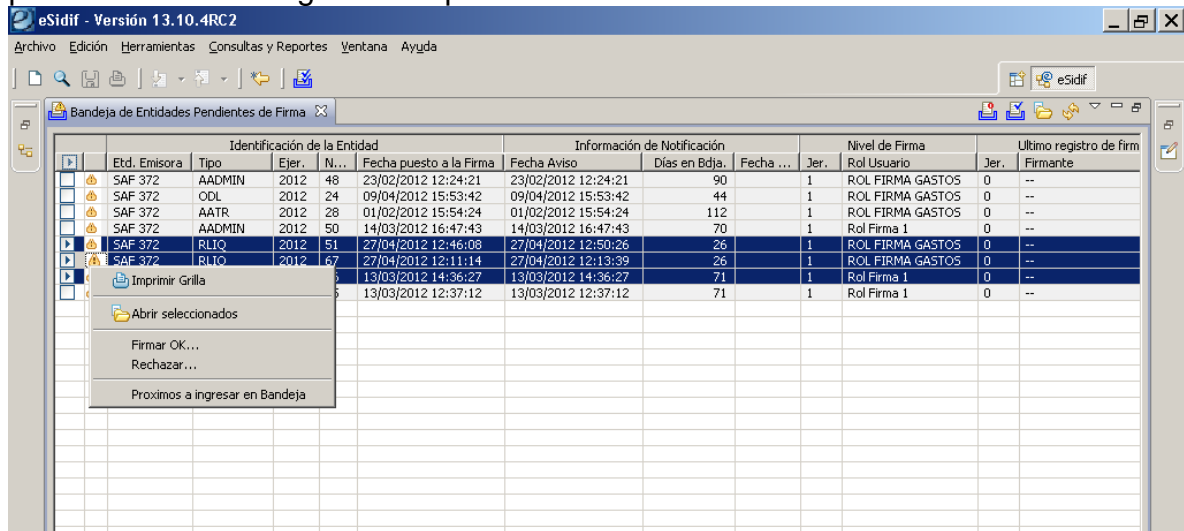 eSidif - Versión 13.10.4RC2
Archivo Edición Herramientas Consultas y Reportes Ventana Ayuda
eSidif
Bandeja de Entidades Pendientes de Firma
Identificación de la Entidad Información de Notificación Nivel de Firma Ultimo registro de firm
Etd. Emisora Tipo Ejer. N... Fecha puesto a la Firma Fecha Aviso Días en Bdja. Fecha ... Jer. Rol Usuario Jer. Firmante
SAF 372 AADMIN 2012 48 23/02/2012 12:24:21 23/02/2012 12:24:21 90 1 ROL FIRMA GASTOS 0 --
SAF 372 ODL 2012 24 09/04/2012 15:53:42 09/04/2012 15:53:42 44 1 ROL FIRMA GASTOS 0 --
SAF 372 AATR 2012 28 01/02/2012 15:54:24 01/02/2012 15:54:24 112 1 ROL FIRMA GASTOS 0 --
SAF 372 AADMIN 2012 50 14/03/2012 16:47:43 14/03/2012 16:47:43 70 1 Rol Firma 1 0 --
SAF 372 RLIQ 2012 51 27/04/2012 12:46:08 27/04/2012 12:50:26 26 1 ROL FIRMA GASTOS 0 --
SAF 372 RLIQ 2012 67 27/04/2012 12:11:14 27/04/2012 12:13:39 26 1 ROL FIRMA GASTOS 0 --
13/03/2012 14:36:27 13/03/2012 14:36:27 71 1 Rol Firma 1 0 --
13/03/2012 12:37:12 13/03/2012 12:37:12 71 1 Rol Firma 1 0 --
Imprimir Grilla
Abrir seleccionados
Firmar OK...
Rechazar...
Proximos a ingresar en Bandeja